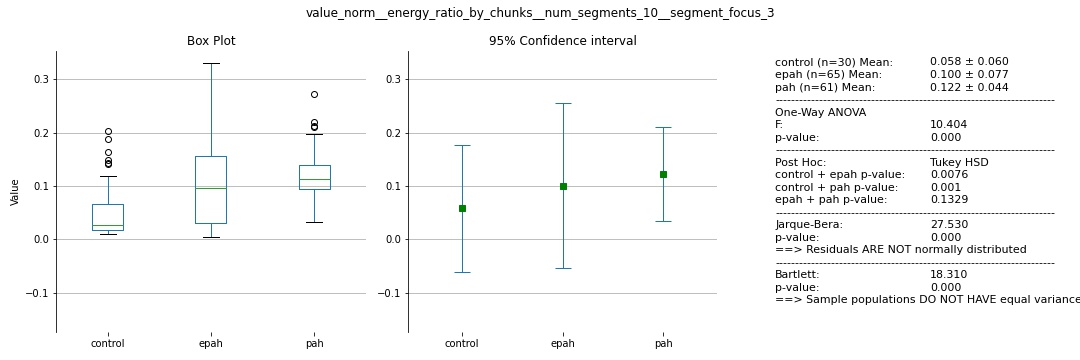 value_norm__energy_ratio_by_chunks__num_segments_10__segment_focus_3
Box Plot
Value
0.3
0.2
0.1
0.0
−0.1
control epah pah
95% Confidence interval
0.3
0.2
0.1
0.0
−0.1
control epah pah
control (n=30) Mean: 0.058 ± 0.060
epah (n=65) Mean: 0.100 ± 0.077
pah (n=61) Mean: 0.122 ± 0.044
One-Way ANOVA
F: 10.404
p-value: 0.000
Post Hoc: Tukey HSD
control + epah p-value: 0.0076
control + pah p-value: 0.001
epah + pah p-value: 0.1329
Jarque-Bera: 27.530
p-value: 0.000
==> Residuals ARE NOT normally distributed
Bartlett: 18.310
p-value: 0.000
==> Sample populations DO NOT HAVE equal variance